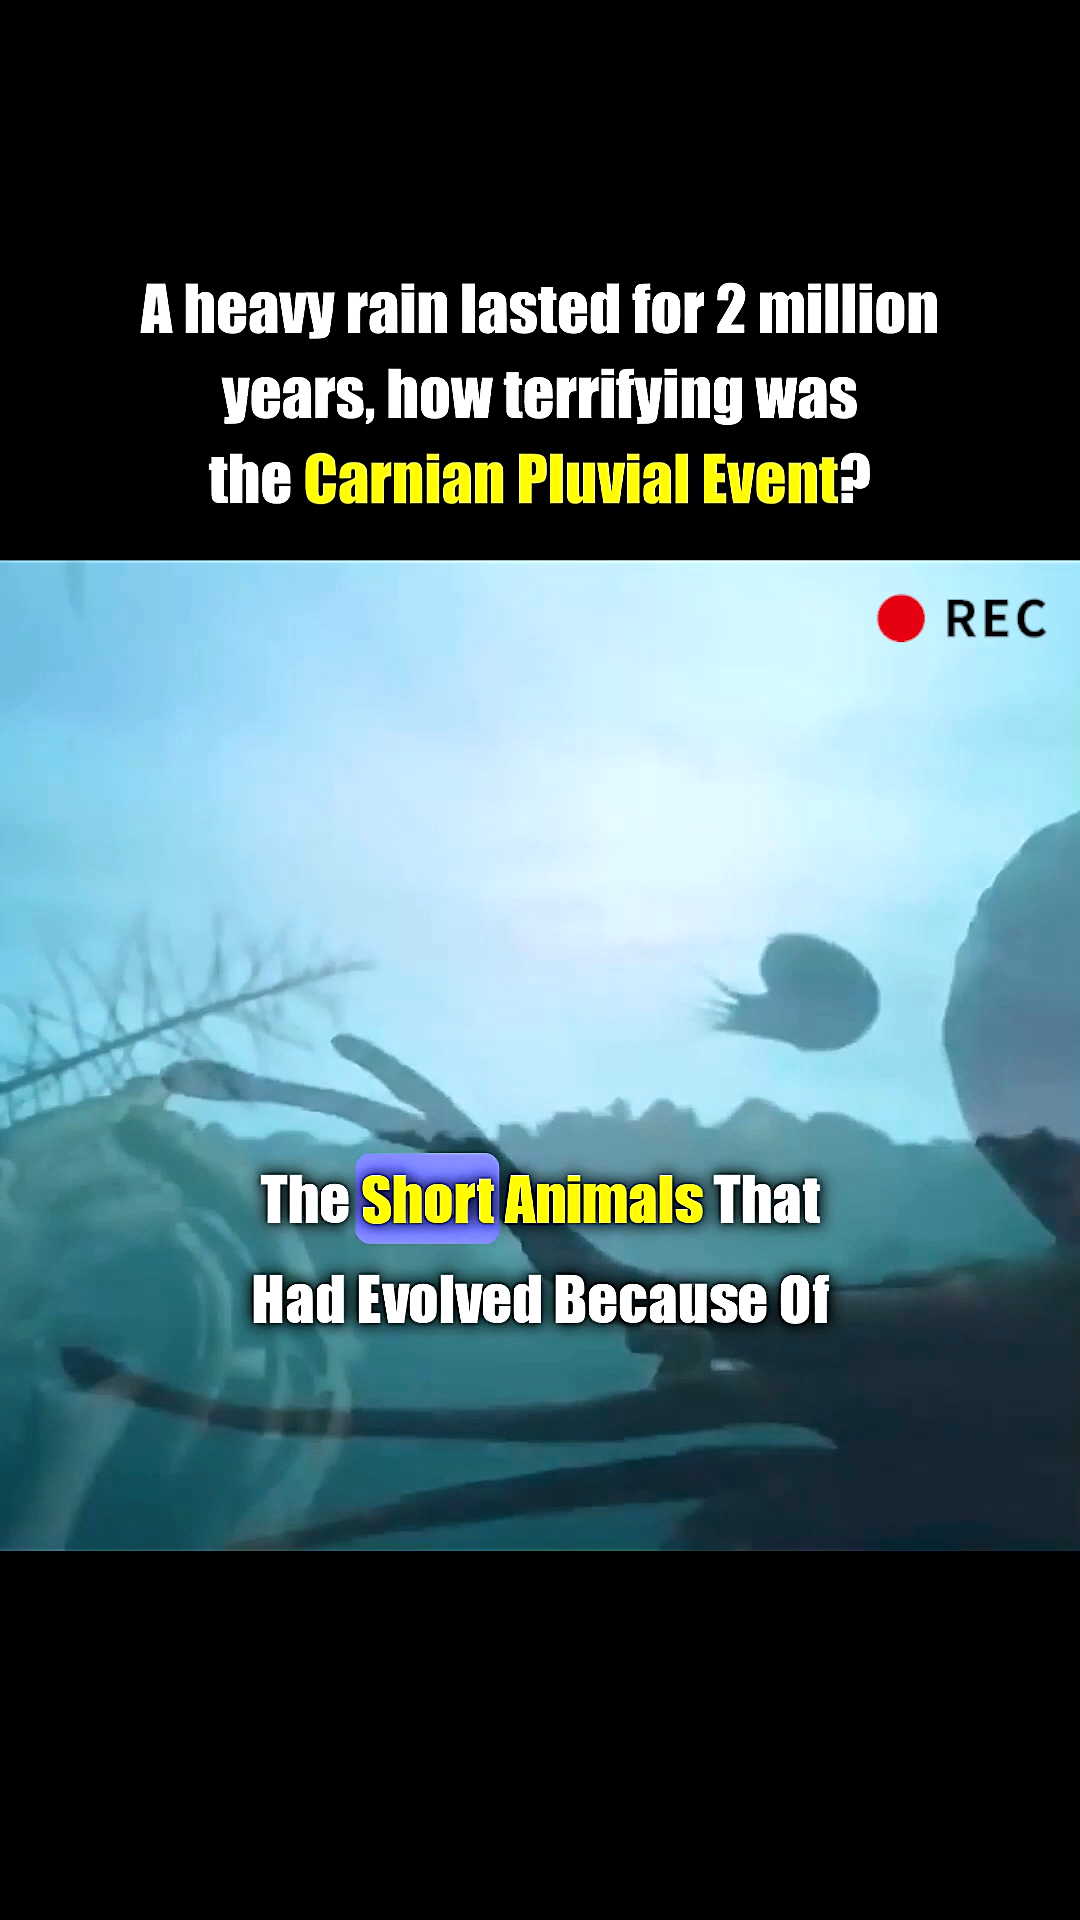 A heavy rain lasted for 2 million
years, how terrifying was
the Carnian Pluvial Event?
REC
The Short Animals That
Had Evolved Because Of